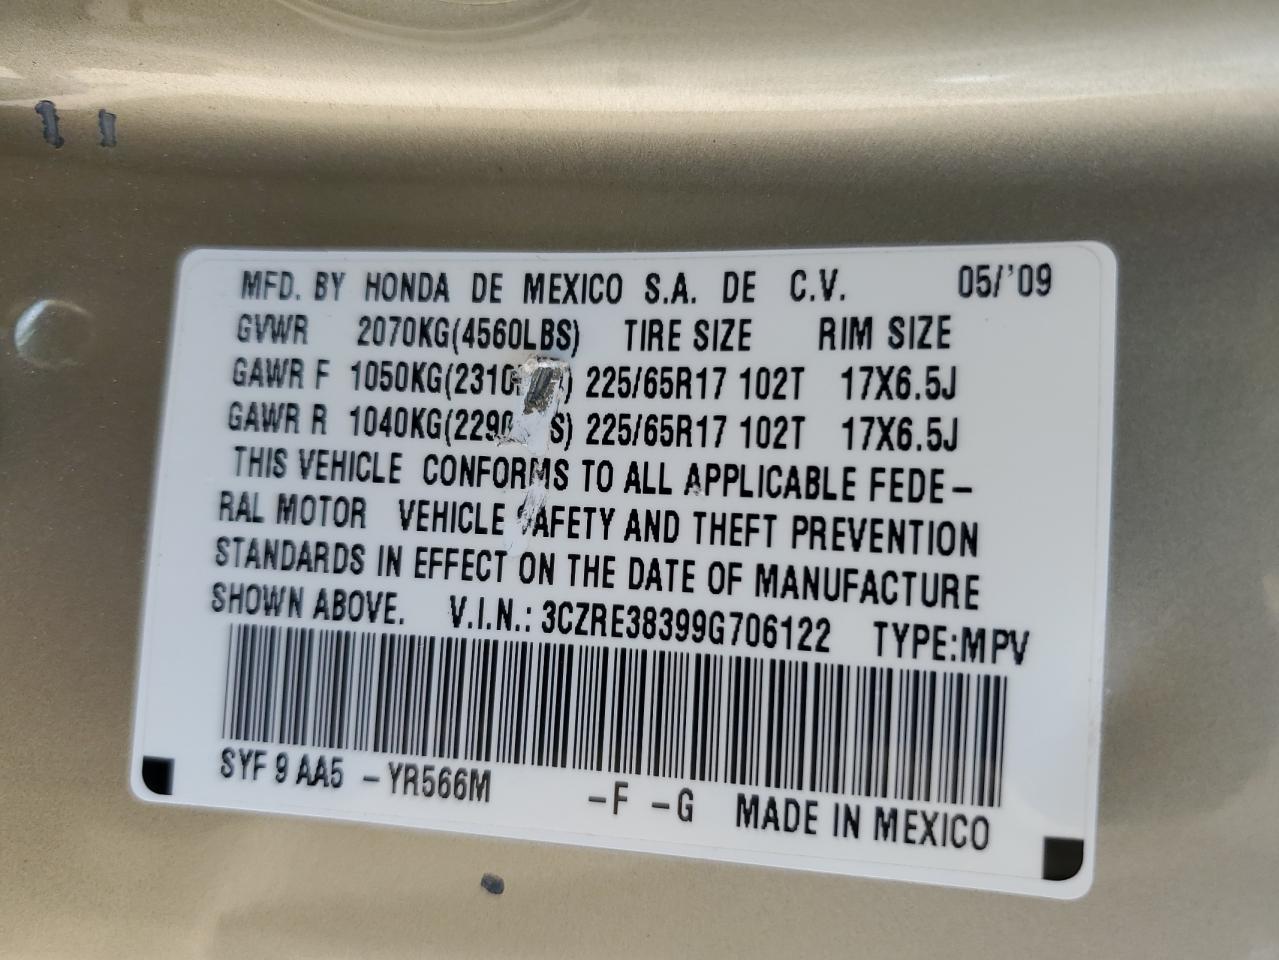 MFD. BY HONDA DE MEXICO S.A. DE C.V. 05/'09
GVWR 2070KG(4560LBS) TIRE SIZE RIM SIZE
GAWR F 1050KG(2310 ) 225/65R17 102T 17X6.5J
GAWR R 1040KG(229 S) 225/65R17 102T 17X6.5J
THIS VEHICLE CONFORMS TO ALL APPLICABLE FEDE-
RAL MOTOR VEHICLE SAFETY AND THEFT PREVENTION
STANDARDS IN EFFECT ON THE DATE OF MANUFACTURE
SHOWN ABOVE. V.I.N.: 3CZRE38399G706122 TYPE:MPV
SYF 9 AA5 -YR566M -F -G MADE IN MEXICO